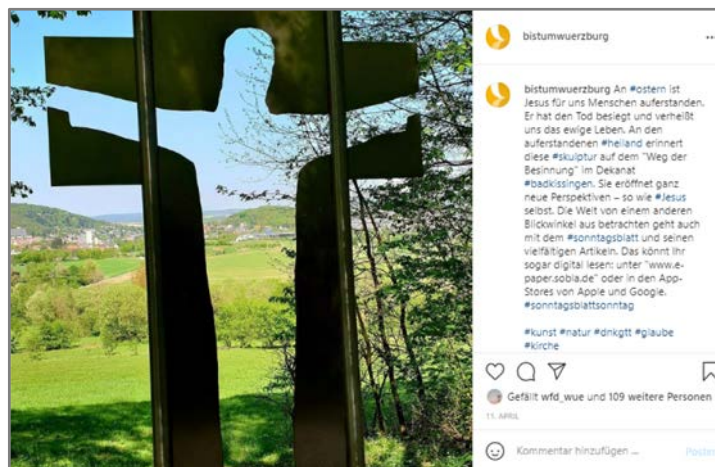 bistumwuerzburg
bistumwuerzburg An #ostern ist
Jesus für uns Menschen auferstanden.
Er hat den Tod besiegt und verheißt
uns das ewige Leben. An den
auferstandenen #heiland erinnert
diese #skulptur auf dem "Weg der
Besinnung" im Dekanat
#badkissingen. Sie eröffnet ganz
neue Perspektiven – so wie #Jesus
selbst. Die Welt von einem anderen
Blickwinkel aus betrachten geht auch
mit dem #sonntagsblatt und seinen
vielfältigen Artikeln. Das könnt Ihr
sogar digital lesen: unter "www.e-
paper.sobla.de" oder in den App-
Stores von Apple und Google.
#sonntagsblattsonntag
#kunst #natur #dnkgtt #glaube
#kirche
Gefällt wfd_wue und 109 weitere Personen
11. APRIL
Kommentar hinzufügen ...
Posten